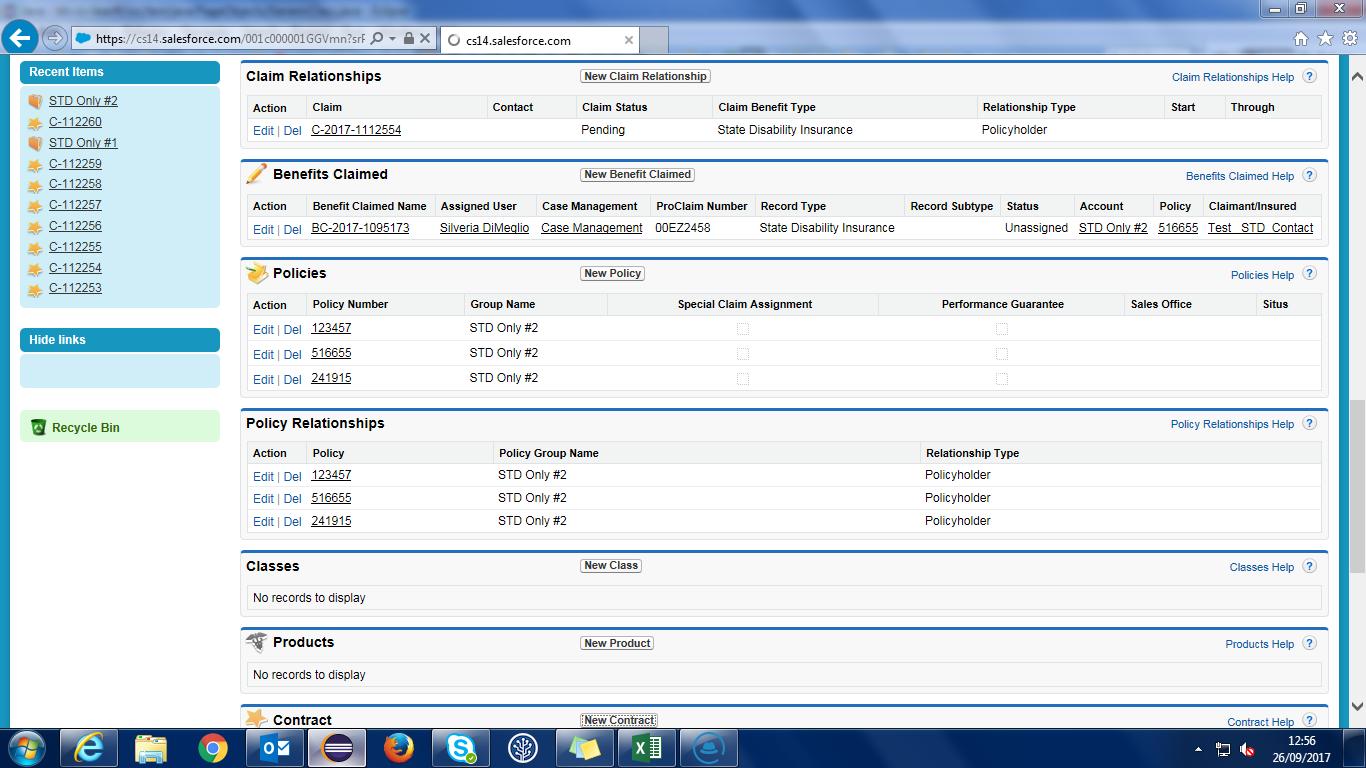 https://cs14.salesforce.com/001c000001GGVmn?srF
cs14.salesforce.com
Recent Items
STD Only #2
C-112260
STD Only #1
C-112259
C-112258
C-112257
C-112256
C-112255
C-112254
C-112253
Hide links
Recycle Bin
Claim Relationships New Claim Relationship Claim Relationships Help ?
Action Claim Contact Claim Status Claim Benefit Type Relationship Type Start Through
Edit | Del C-2017-1112554 Pending State Disability Insurance Policyholder
Benefits Claimed New Benefit Claimed Benefits Claimed Help ?
Action Benefit Claimed Name Assigned User Case Management ProClaim Number Record Type Record Subtype Status Account Policy Claimant/Insured
Edit | Del BC-2017-1095173 Silveria DiMeglio Case Management 00EZ2458 State Disability Insurance Unassigned STD Only #2 516655 Test_ STD_Contact
Policies New Policy Policies Help ?
Action Policy Number Group Name Special Claim Assignment Performance Guarantee Sales Office Situs
Edit | Del 123457 STD Only #2
Edit | Del 516655 STD Only #2
Edit | Del 241915 STD Only #2
Policy Relationships Policy Relationships Help ?
Action Policy Policy Group Name Relationship Type
Edit | Del 123457 STD Only #2 Policyholder
Edit | Del 516655 STD Only #2 Policyholder
Edit | Del 241915 STD Only #2 Policyholder
Classes New Class Classes Help ?
No records to display
Products New Product Products Help ?
No records to display
Contract New Contract Contract Help ?
12:56
26/09/2017